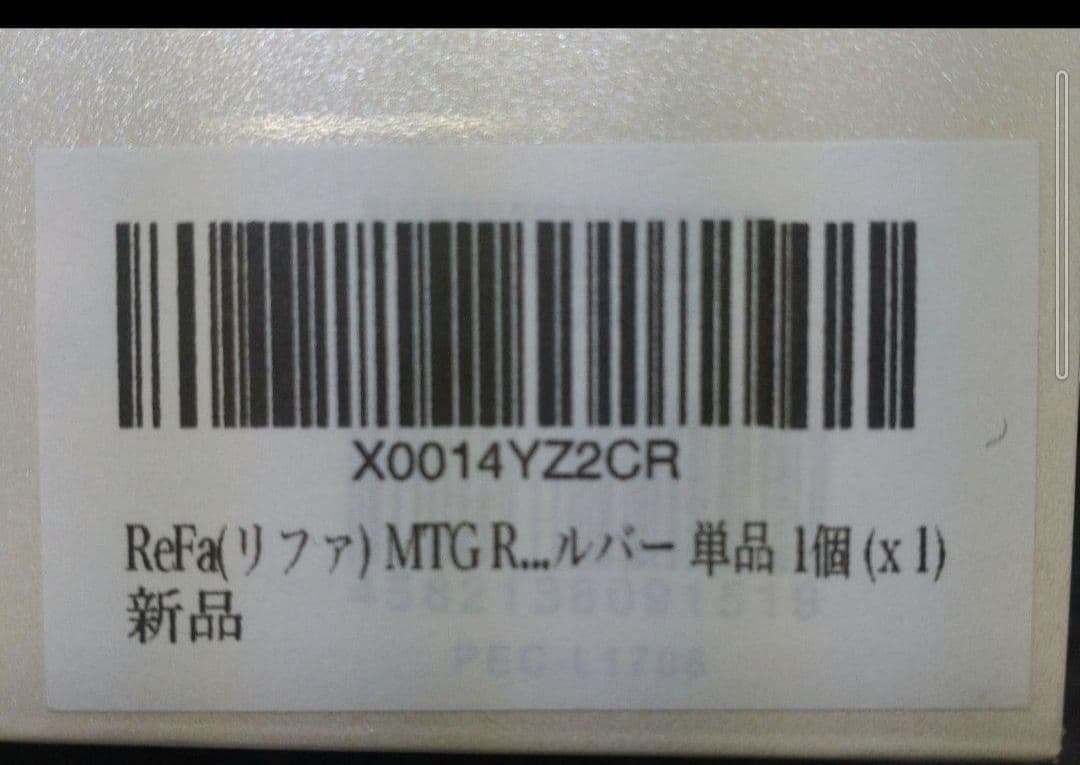 X0014YZ2CR
ReFa(リファ) MTG R...ルバー 単品 1個 (x 1)
新品